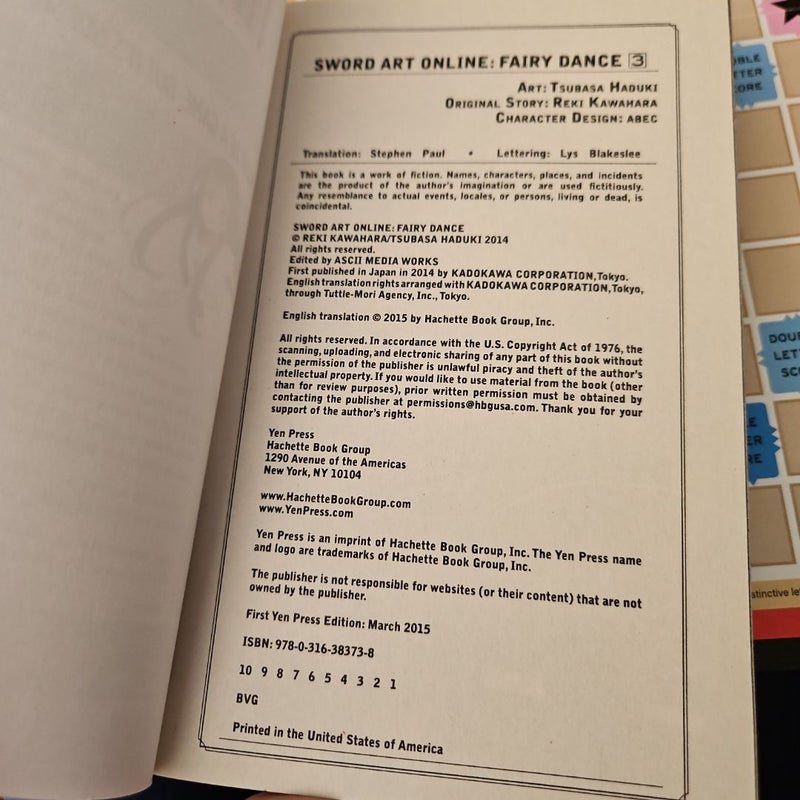 SWORD ART ONLINE: FAIRY DANCE 3
ART: TSUBASA HADUKI
ORIGINAL STORY: REKI KAWAHARA
CHARACTER DESIGN: ABEC
Translation: Stephen Paul • Lettering: Lys Blakeslee
This book is a work of fiction. Names, characters, places, and incidents
are the product of the author's imagination or are used fictitiously.
Any resemblance to actual events, locales, or persons, living or dead, is
coincidental.
SWORD ART ONLINE: FAIRY DANCE
© REKI KAWAHARA/TSUBASA HADUKI 2014
All rights reserved.
Edited by ASCII MEDIA WORKS
First published in Japan in 2014 by KADOKAWA CORPORATION, Tokyo.
English translation rights arranged with KADOKAWA CORPORATION, Tokyo,
through Tuttle-Mori Agency, Inc., Tokyo.
English translation © 2015 by Hachette Book Group, Inc.
All rights reserved. In accordance with the U.S. Copyright Act of 1976, the
scanning, uploading, and electronic sharing of any part of this book without
the permission of the publisher is unlawful piracy and theft of the author's
intellectual property. If you would like to use material from the book (other
than for review purposes), prior written permission must be obtained by
contacting the publisher at permissions@hbgusa.com. Thank you for your
support of the author's rights.
Yen Press
Hachette Book Group
1290 Avenue of the Americas
New York, NY 10104
www.HachetteBookGroup.com
www.YenPress.com
Yen Press is an imprint of Hachette Book Group, Inc. The Yen Press name
and logo are trademarks of Hachette Book Group, Inc.
The publisher is not responsible for websites (or their content) that are not
owned by the publisher.
First Yen Press Edition: March 2015
ISBN: 978-0-316-38373-8
10 9 8 7 6 5 4 3 2 1
BVG
Printed in the United States of America